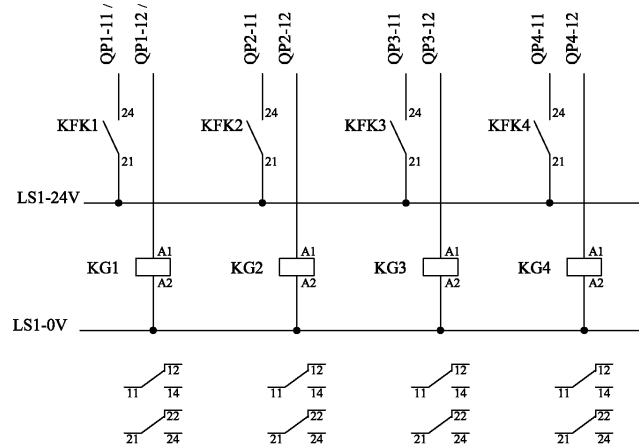 QP1-11 / QP1-12 / QP2-11 QP2-12 QP3-11 QP3-12 QP4-11 QP4-12
24 24 24 24
KFK1 KFK2 KFK3 KFK4
21 21 21 21
LS1-24V
A1 A1 A1 A1
KG1 KG2 KG3 KG4
A2 A2 A2 A2
LS1-0V
12 12 12 12
11 14 11 14 11 14 11 14
22 22 22 22
21 24 21 24 21 24 21 24